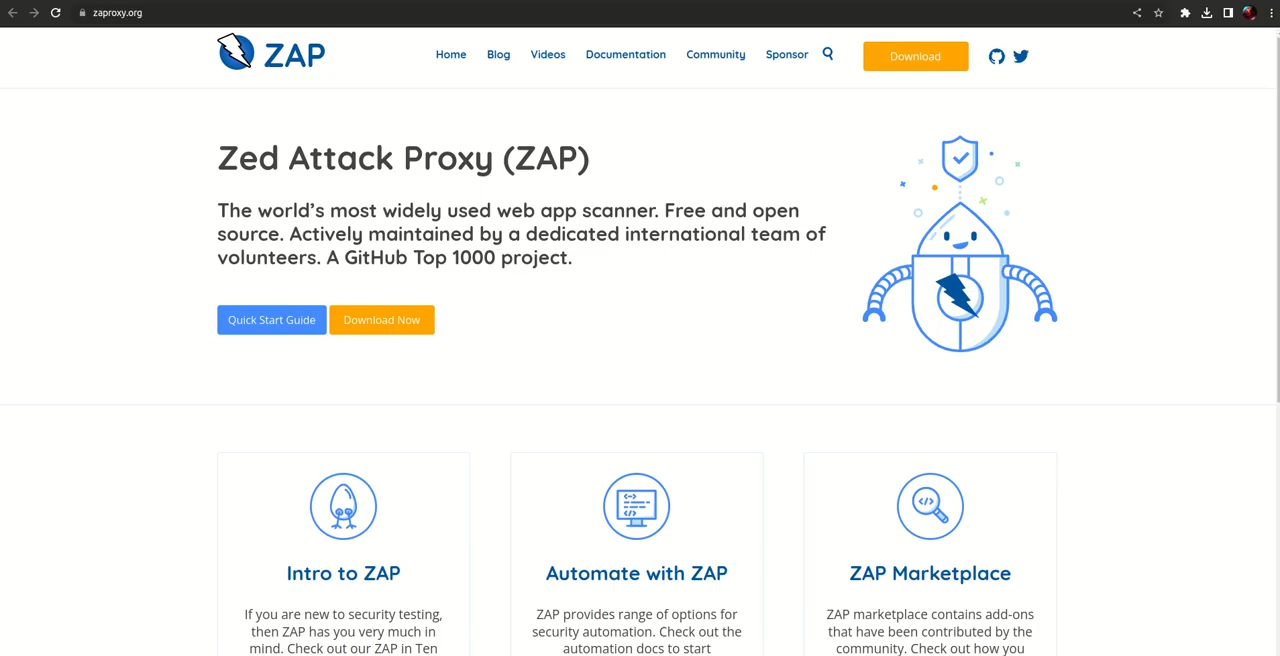 zaproxy.org
ZAP
Home Blog Videos Documentation Community Sponsor Download
Zed Attack Proxy (ZAP)
The world’s most widely used web app scanner. Free and open
source. Actively maintained by a dedicated international team of
volunteers. A GitHub Top 1000 project.
Quick Start Guide Download Now
Intro to ZAP
If you are new to security testing,
then ZAP has you very much in
mind. Check out our ZAP in Ten
Automate with ZAP
ZAP provides range of options for
security automation. Check out the
automation docs to start
ZAP Marketplace
ZAP marketplace contains add-ons
that have been contributed by the
community. Check out how you